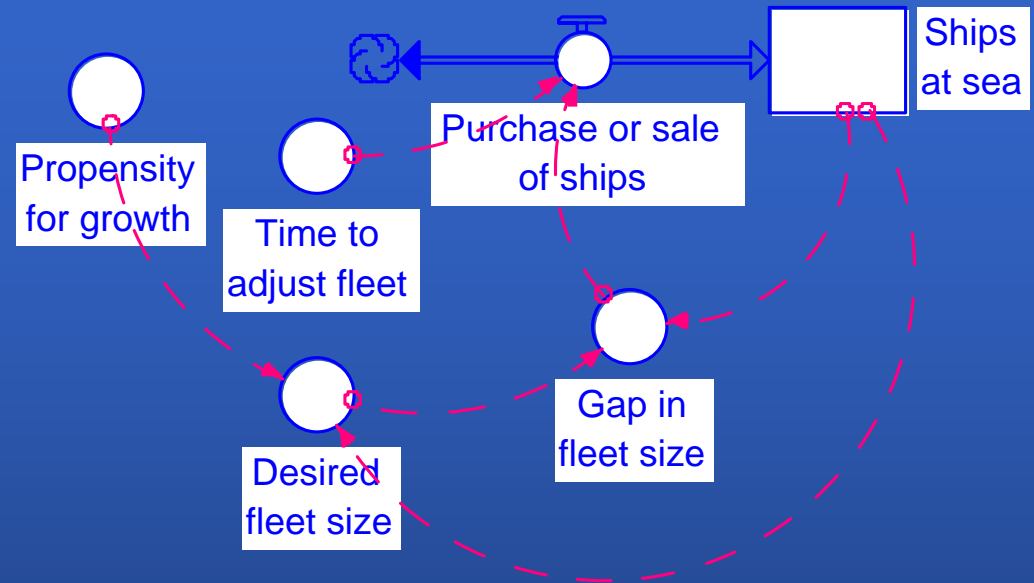 Ships
at sea
Purchase or sale
of ships
Propensity
for growth
Time to
adjust fleet
Gap in
fleet size
Desired
fleet size